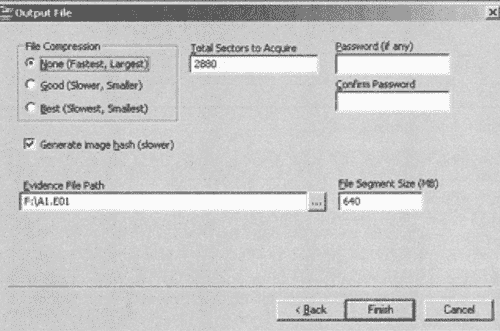 Output File
File Compression
None (Fastest, Largest)
Good (Slower, Smaller)
Best (Slowest, Smallest)
Total Sectors to Acquire
2880
Password (if any)
Confirm Password
Generate image hash (slower)
Evidence File Path
F:\A1.E01
...
File Segment Size (MB)
640
< Back
Finish
Cancel